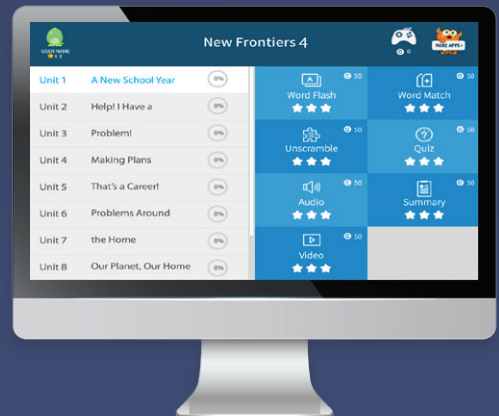 New Frontiers 4
USER NAME
0
MORE APPS
Unit 1 A New School Year 0%
Unit 2 Help! I Have a 0%
Unit 3 Problem! 0%
Unit 4 Making Plans 0%
Unit 5 That's a Career! 0%
Unit 6 Problems Around 0%
Unit 7 the Home 0%
Unit 8 Our Planet, Our Home 0%
50
Word Flash
50
Word Match
50
Unscramble
50
Quiz
50
Audio
50
Summary
50
Video